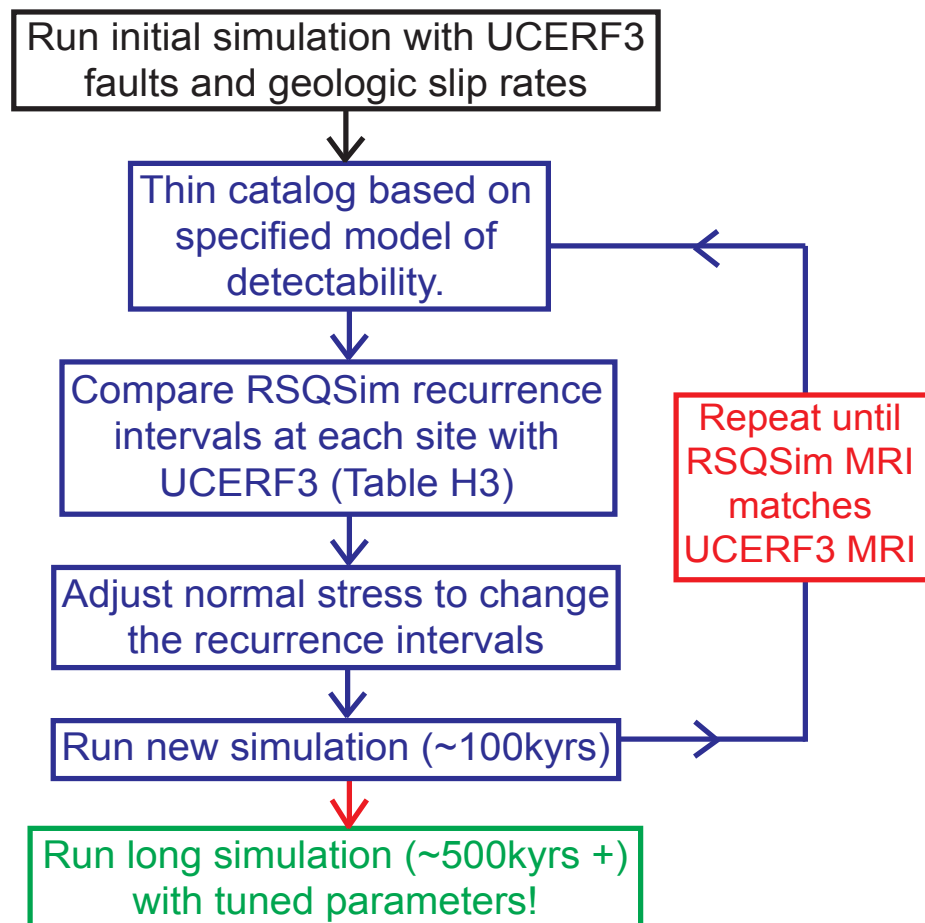 Run initial simulation with UCERF3
faults and geologic slip rates
Thin catalog based on
specified model of
detectability.
Compare RSQSim recurrence
intervals at each site with
UCERF3 (Table H3)
Adjust normal stress to change
the recurrence intervals
Run new simulation (~100kyrs)
Repeat until
RSQSim MRI
matches
UCERF3 MRI
Run long simulation (~500kyrs +)
with tuned parameters!